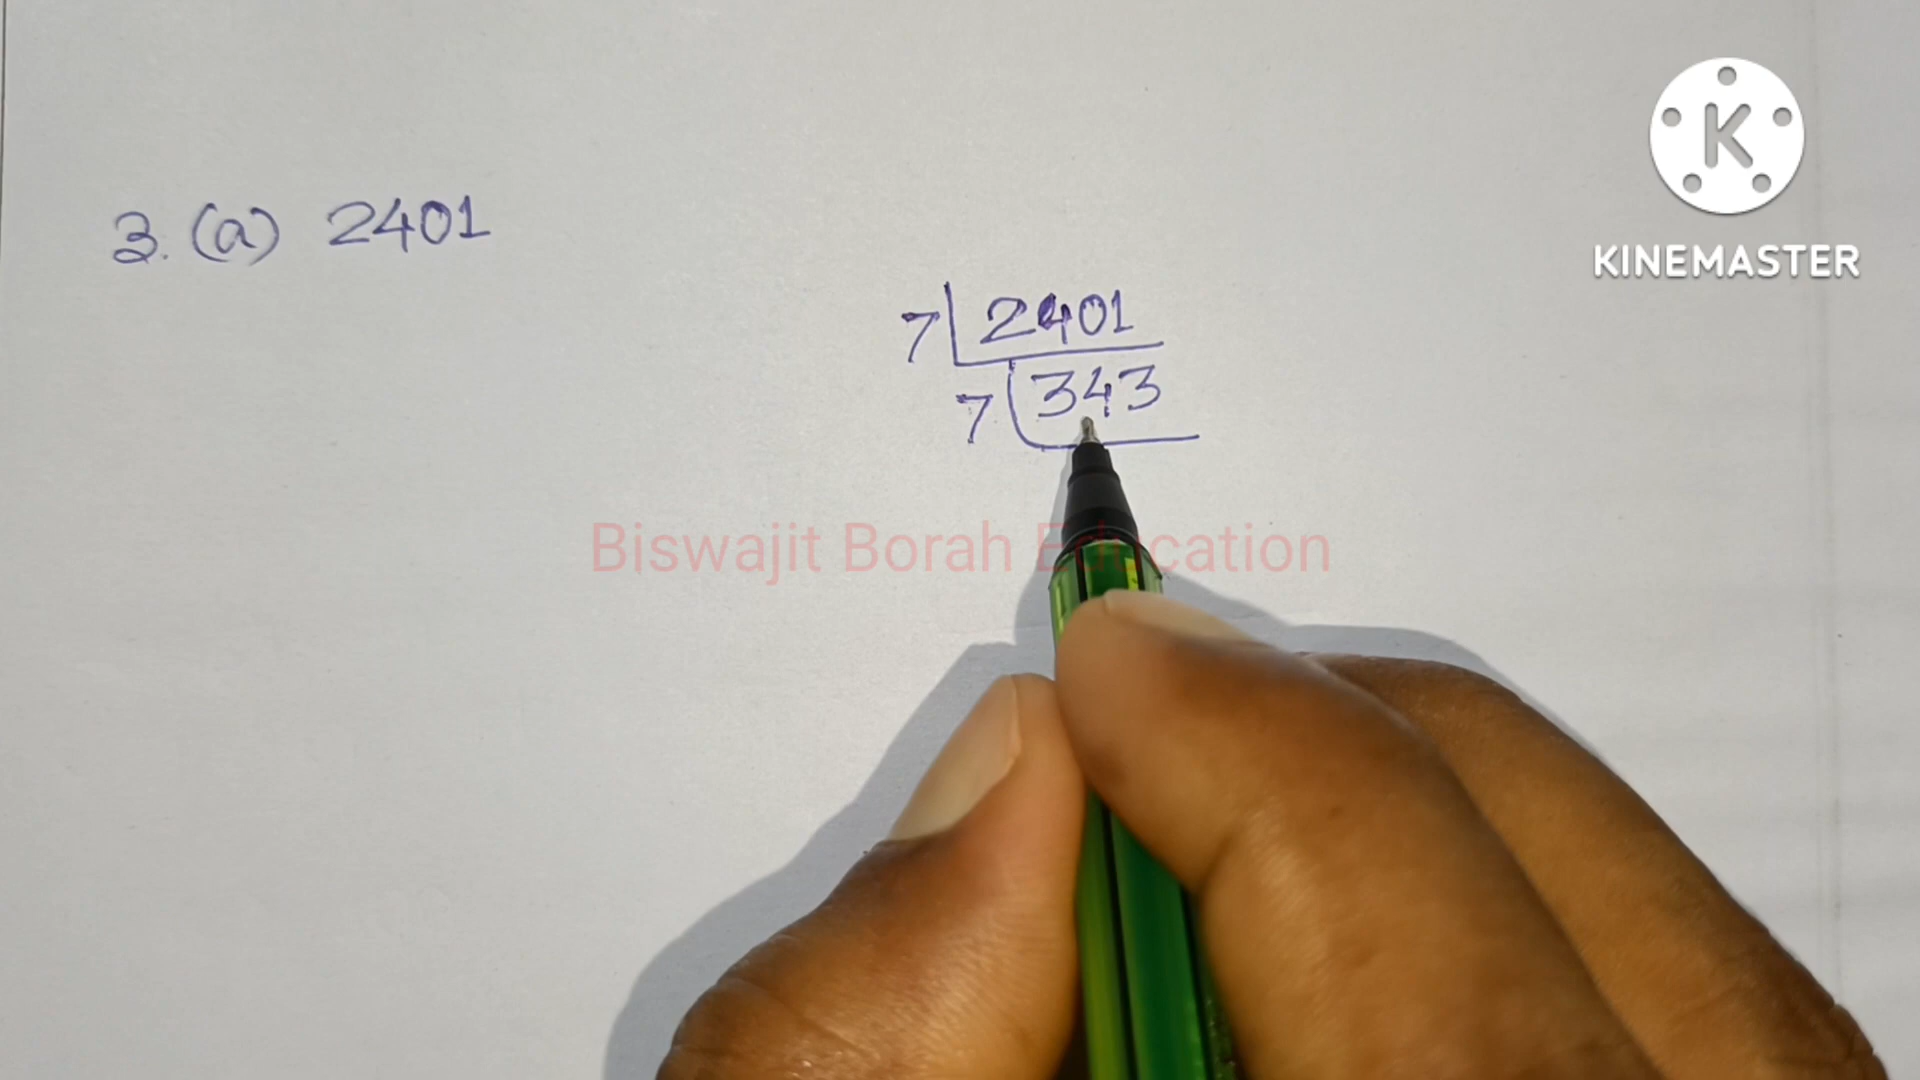 KINEMASTER
3. (a) 2401
7 2401
7 343
Biswajit Borah Education